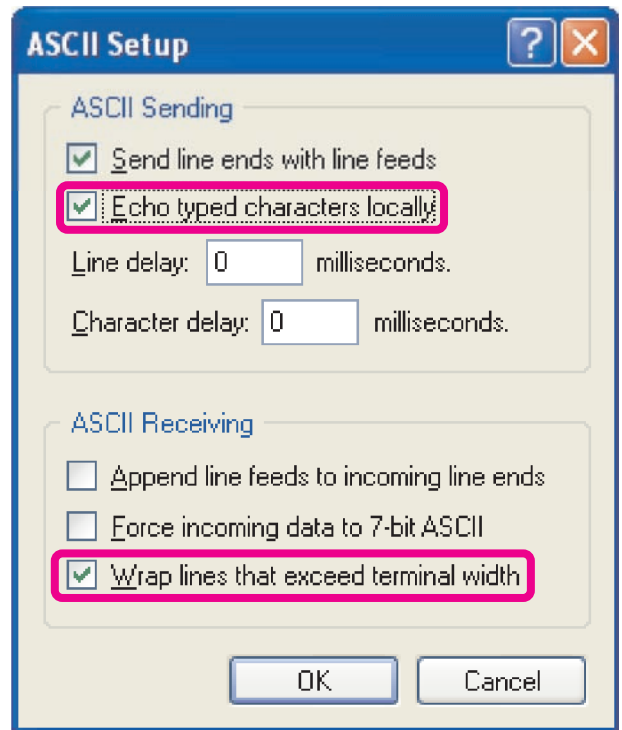 ASCII Setup
ASCII Sending
Send line ends with line feeds
Echo typed characters locally
Line delay: 0 milliseconds.
Character delay: 0 milliseconds.
ASCII Receiving
Append line feeds to incoming line ends
Force incoming data to 7-bit ASCII
Wrap lines that exceed terminal width
OK Cancel